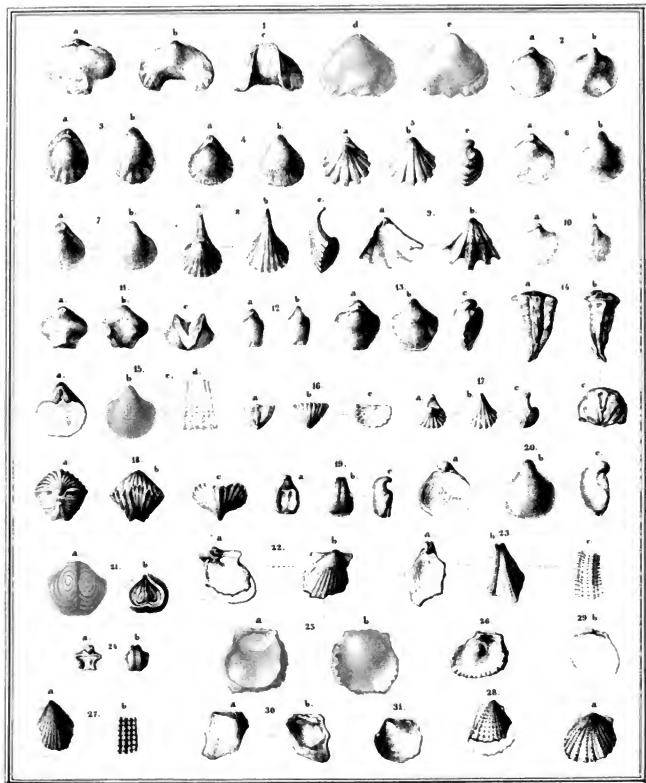 1
a b c d e a 2 b
a 3 b a 4 b a 5 b c a 6 b
a 7 b. a 8 b c. a 9. b. a 10 b
11.
a. b c a 12 b a 13. b c a 14 b
a. 15. b c. d. a 16. b c a 17 b. c c.
a 18. b c a 19. b. c a 20. b c.
a 21. b a 22. b a b 23. c.
a. 24 b a 25 b 26 29 b
a 27. b a 30 b. 31. 28. a